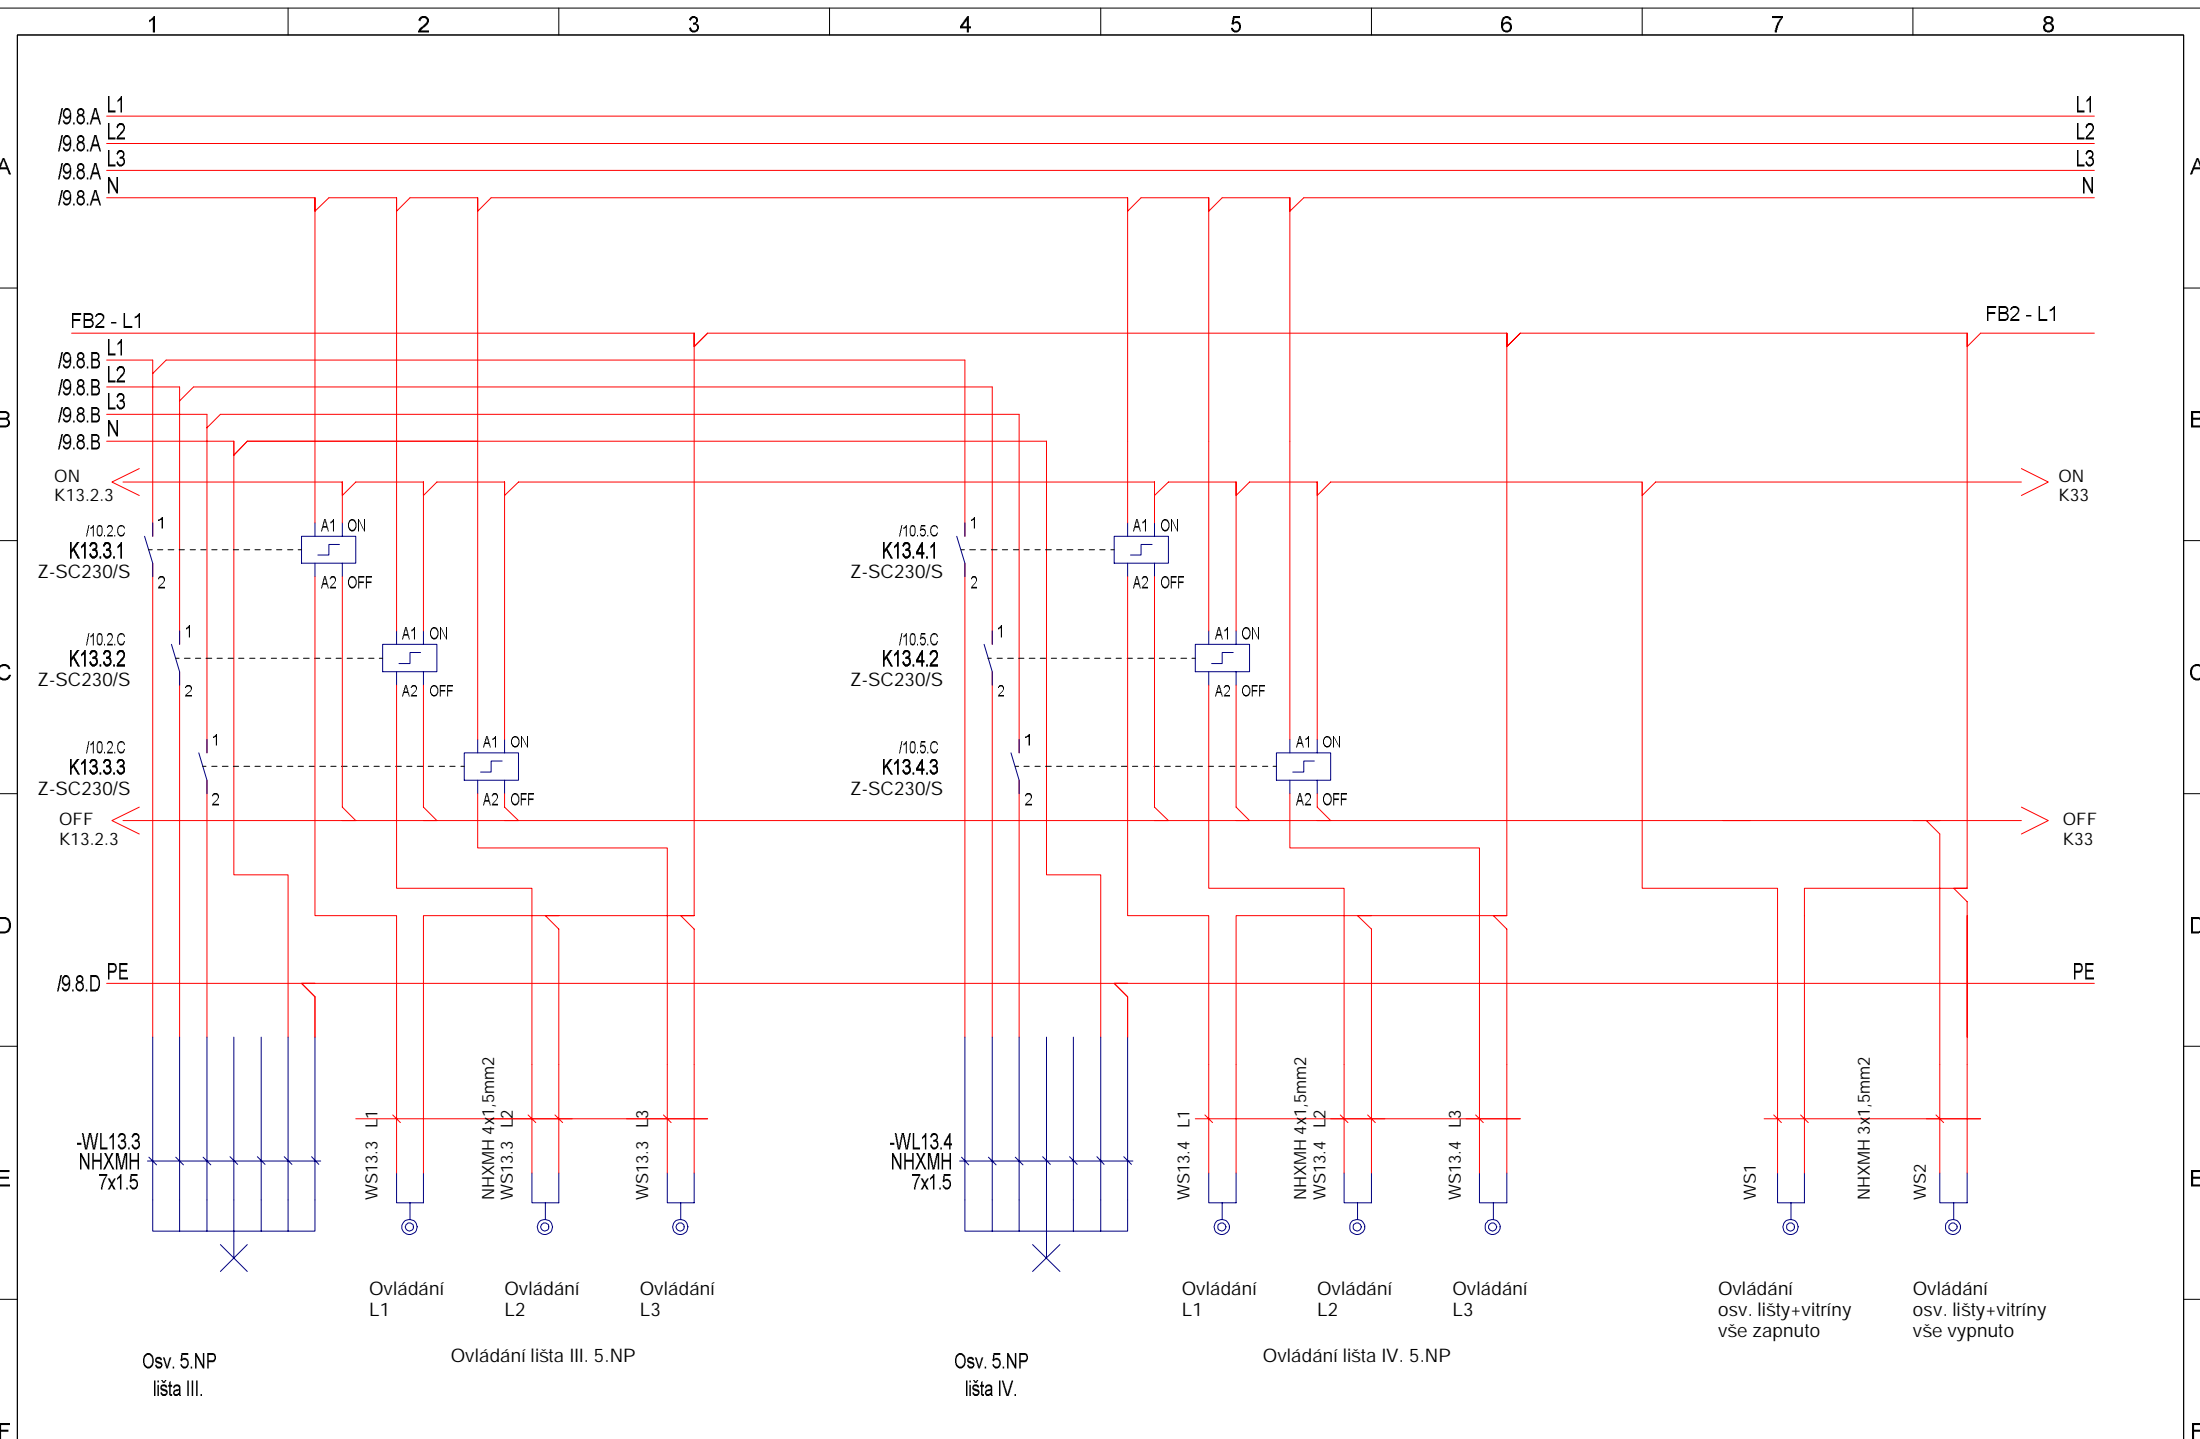 1 2 3 4 5 6 7 8
L1 L1
/9.8.A
L2 L2
/9.8.A
L3 L3
A /9.8.A A
N N
/9.8.A
FB2 - L1 FB2 - L1
L1
/9.8.B
L2
/9.8.B
L3
B /9.8.B
N
/9.8.B
ON ON
K13.2.3 K33
/10.2.C 1 A1 ON /10.5.C 1 A1 ON
K13.3.1 K13.4.1
Z-SC230/S 2 A2 OFF Z-SC230/S 2 A2 OFF
/10.2.C 1 A1 ON /10.5.C 1 A1 ON
K13.3.2 K13.4.2
C Z-SC230/S 2 A2 OFF Z-SC230/S 2 A2 OFF C
/10.2.C 1 A1 ON /10.5.C 1 A1 ON
K13.3.3 K13.4.3
Z-SC230/S 2 A2 OFF Z-SC230/S 2 A2 OFF
OFF OFF
K13.2.3 K33
D D
PE PE
/9.8.D
-WL13.3
NHXMH
7x1.5
WS13.3 L1
NHXMH 4x1,5mm2
WS13.3 L2
WS13.3 L3
-WL13.4
NHXMH
7x1.5
WS13.4 L1
NHXMH 4x1,5mm2
WS13.4 L2
WS13.4 L3
WS1
NHXMH 3x1,5mm2
WS2
E E
Ovládání
L1
Ovládání
L2
Ovládání
L3
Ovládání
L1
Ovládání
L2
Ovládání
L3
Ovládání
osv. lišty+vitríny
vše zapnuto
Ovládání
osv. lišty+vitríny
vše vypnuto
Osv. 5.NP
lišta III.
Ovládání lišta III. 5.NP
Osv. 5.NP
lišta IV.
Ovládání lišta IV. 5.NP
F F